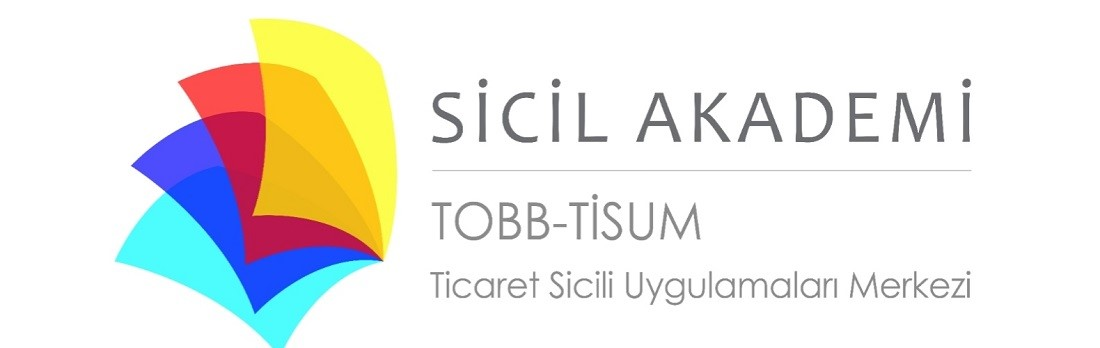 SİCİL AKADEMİ
TOBB-TİSUM
Ticaret Sicili Uygulamaları Merkezi